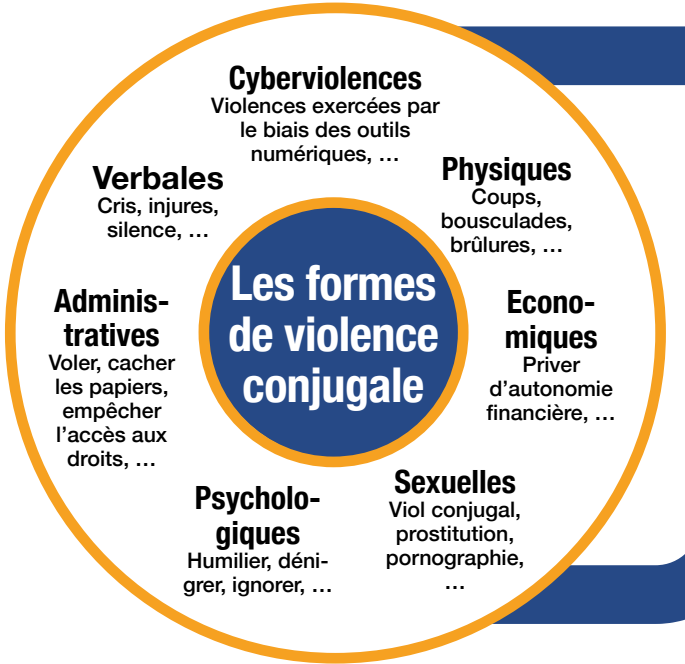 Les formes
de violence
conjugale
Cyberviolences
Violences exercées par
le biais des outils
numériques, …
Physiques
Coups,
bousculades,
brûlures, …
Econo-
miques
Priver
d’autonomie
financière, …
Sexuelles
Viol conjugal,
prostitution,
pornographie,
…
Psycholo-
giques
Humilier, déni-
grer, ignorer, …
Adminis-
tratives
Voler, cacher
les papiers,
empêcher
l’accès aux
droits, …
Verbales
Cris, injures,
silence, …